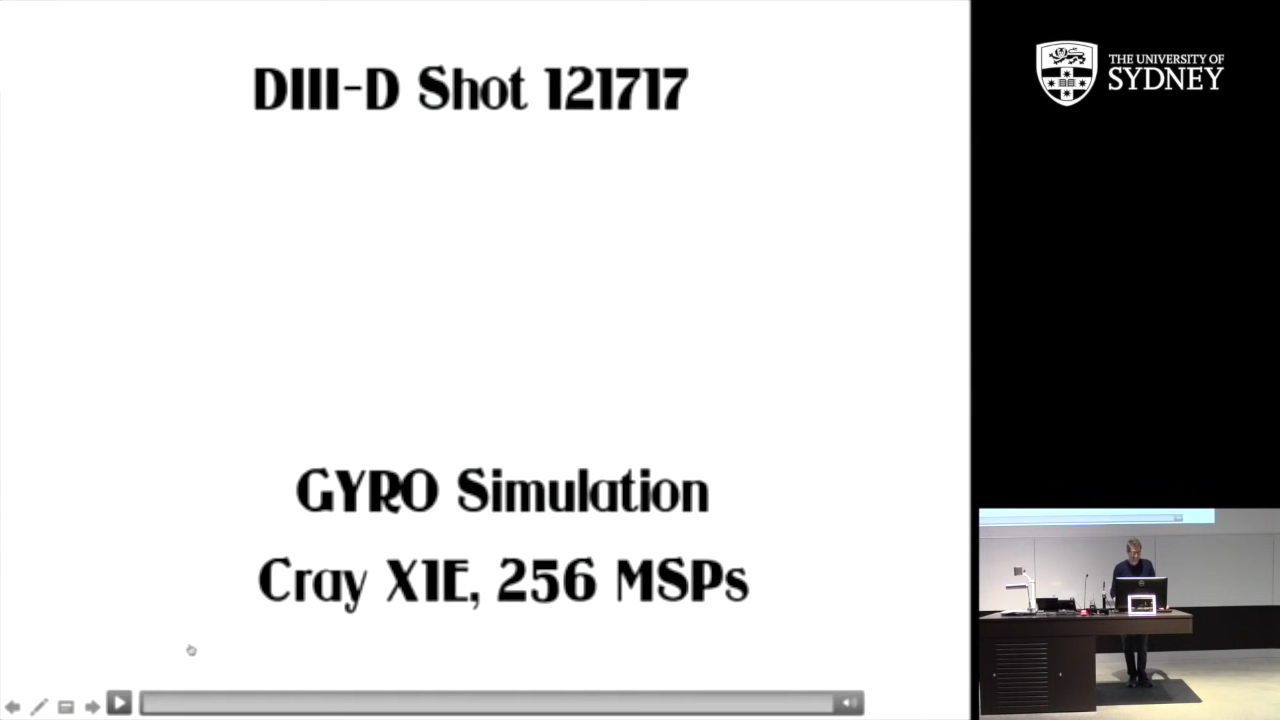 DIII-D Shot 121717
GYRO Simulation
Cray X1E, 256 MSPs
THE UNIVERSITY OF
SYDNEY